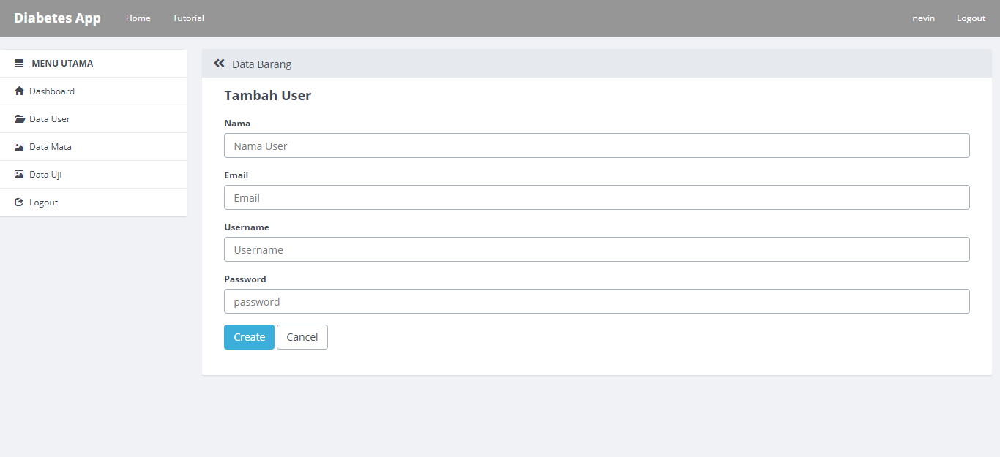 Diabetes App Home Tutorial nevin Logout
MENU UTAMA
Dashboard
Data User
Data Mata
Data Uji
Logout
Data Barang
Tambah User
Nama
Nama User
Email
Email
Username
Username
Password
password
Create Cancel